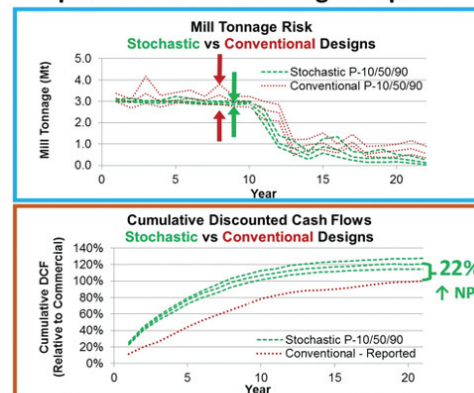 Mill Tonnage Risk
Stochastic vs Conventional Designs
Mill Tonnage (Mt)
5.0
4.0
3.0
2.0
1.0
0.0
Stochastic P-10/50/90
Conventional P-10/50/90
0 5 10 15 20
Year
Cumulative Discounted Cash Flows
Stochastic vs Conventional Designs
Cumulative DCF
(Relative to Commercial)
140%
120%
100%
80%
60%
40%
20%
0%
22%
↑ NP
Stochastic P-10/50/90
Conventional - Reported
0 5 10 15 20
Year